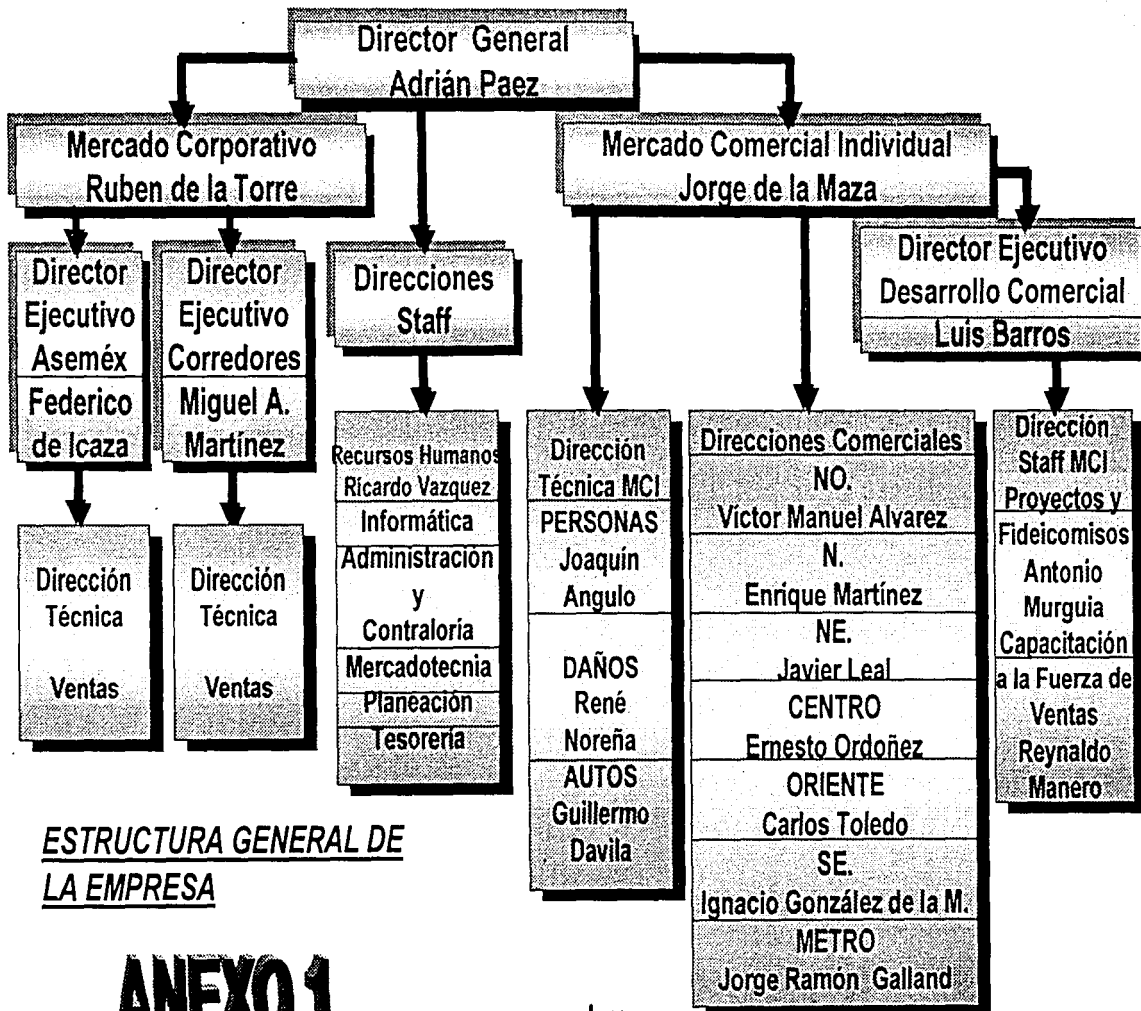 Director General
Adrián Paez
Mercado Corporativo
Ruben de la Torre
Mercado Comercial Individual
Jorge de la Maza
Director
Ejecutivo
Aseméx
Federico
de Icaza
Director
Ejecutivo
Corredores
Miguel A.
Martínez
Direcciones
Staff
Director Ejecutivo
Desarrollo Comercial
Luis Barros
Dirección
Técnica
Ventas
Dirección
Técnica
Ventas
Recursos Humanos
Ricardo Vazquez
Informática
Administración
y
Contraloría
Mercadotecnia
Planeación
Tesorería
Dirección
Técnica MCI
PERSONAS
Joaquín
Angulo
DAÑOS
René
Noreña
AUTOS
Guillermo
Davila
Direcciones Comerciales
NO.
Víctor Manuel Alvarez
N.
Enrique Martínez
NE.
Javier Leal
CENTRO
Ernesto Ordoñez
ORIENTE
Carlos Toledo
SE.
Ignacio González de la M.
METRO
Jorge Ramón Galland
Dirección
Staff MCI
Proyectos y
Fideicomisos
Antonio
Murguia
Capacitación
a la Fuerza de
Ventas
Reynaldo
Manero
ESTRUCTURA GENERAL DE
LA EMPRESA
ANEXO 1